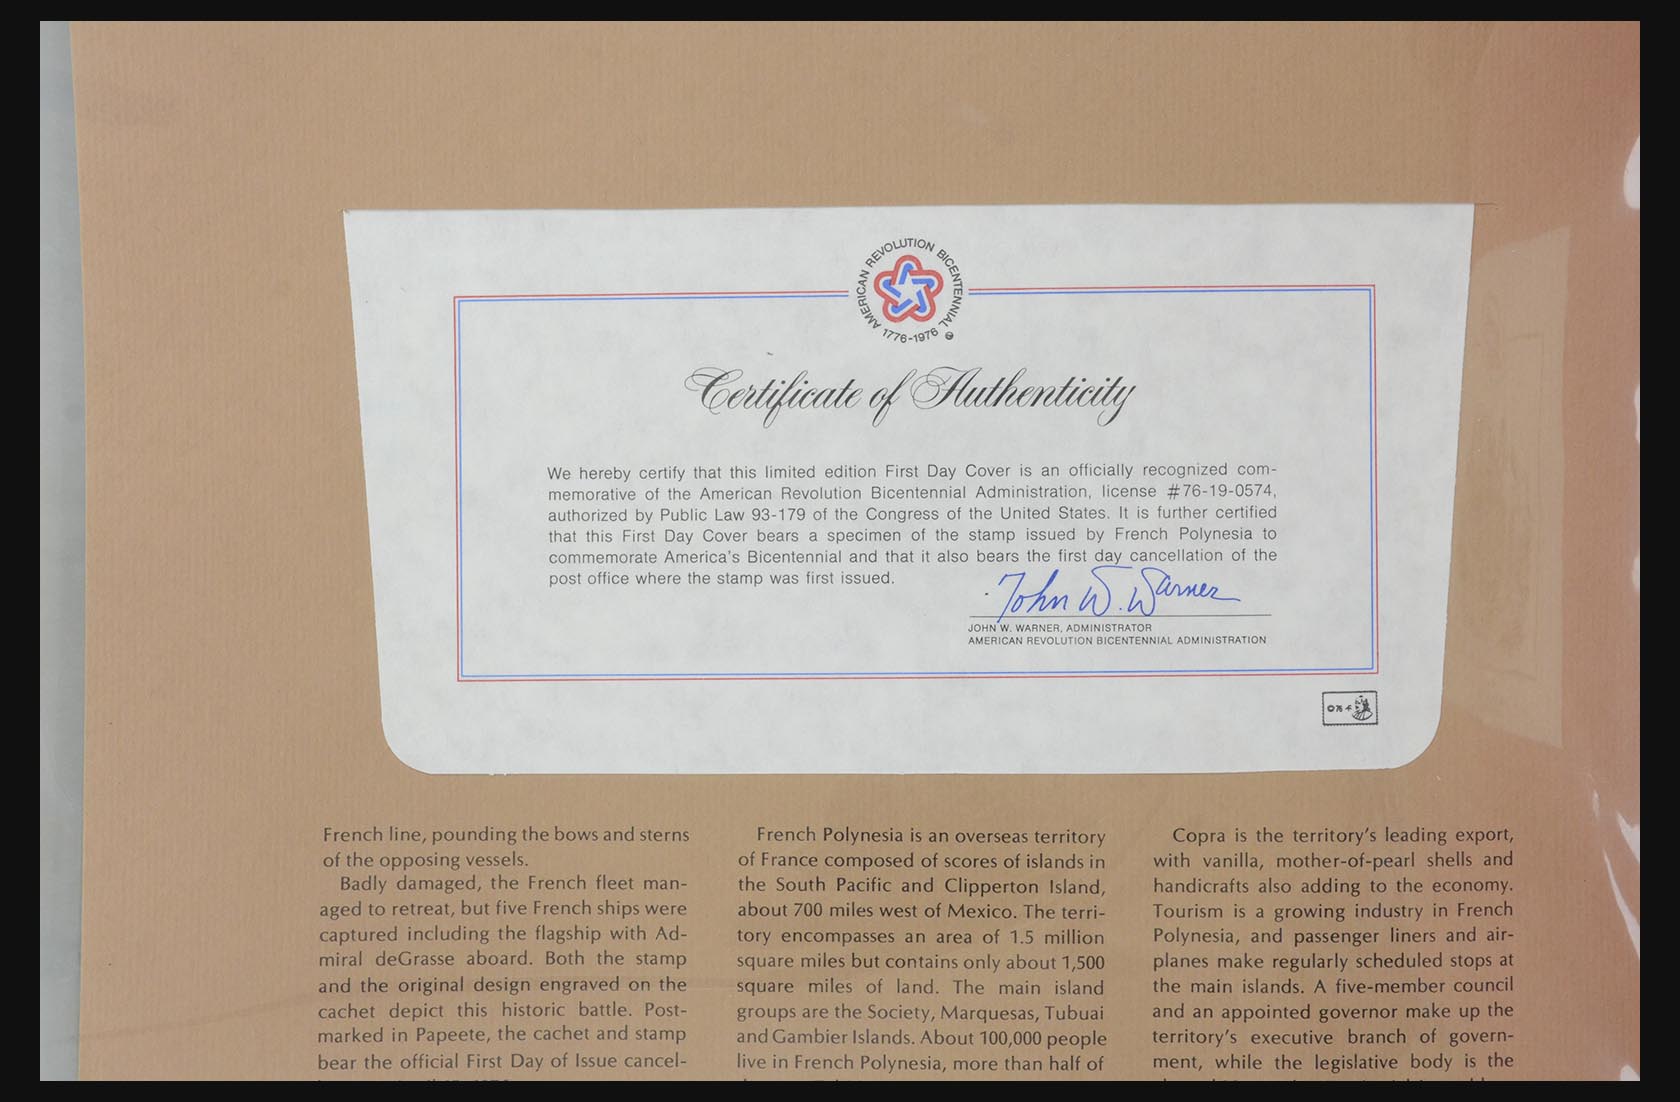 AMERICAN REVOLUTION BICENTENNIAL
1776-1976
Certificate of Authenticity
We hereby certify that this limited edition First Day Cover is an officially recognized com-
memorative of the American Revolution Bicentennial Administration, license #76-19-0574,
authorized by Public Law 93-179 of the Congress of the United States. It is further certified
that this First Day Cover bears a specimen of the stamp issued by French Polynesia to
commemorate America's Bicentennial and that it also bears the first day cancellation of the
post office where the stamp was first issued.
John W. Warner
JOHN W. WARNER, ADMINISTRATOR
AMERICAN REVOLUTION BICENTENNIAL ADMINISTRATION
French line, pounding the bows and sterns
of the opposing vessels.
Badly damaged, the French fleet man-
aged to retreat, but five French ships were
captured including the flagship with Ad-
miral deGrasse aboard. Both the stamp
and the original design engraved on the
cachet depict this historic battle. Post-
marked in Papeete, the cachet and stamp
bear the official First Day of Issue cancel-
French Polynesia is an overseas territory
of France composed of scores of islands in
the South Pacific and Clipperton Island,
about 700 miles west of Mexico. The terri-
tory encompasses an area of 1.5 million
square miles but contains only about 1,500
square miles of land. The main island
groups are the Society, Marquesas, Tubuai
and Gambier Islands. About 100,000 people
live in French Polynesia, more than half of
Copra is the territory's leading export,
with vanilla, mother-of-pearl shells and
handicrafts also adding to the economy.
Tourism is a growing industry in French
Polynesia, and passenger liners and air-
planes make regularly scheduled stops at
the main islands. A five-member council
and an appointed governor make up the
territory's executive branch of govern-
ment, while the legislative body is the